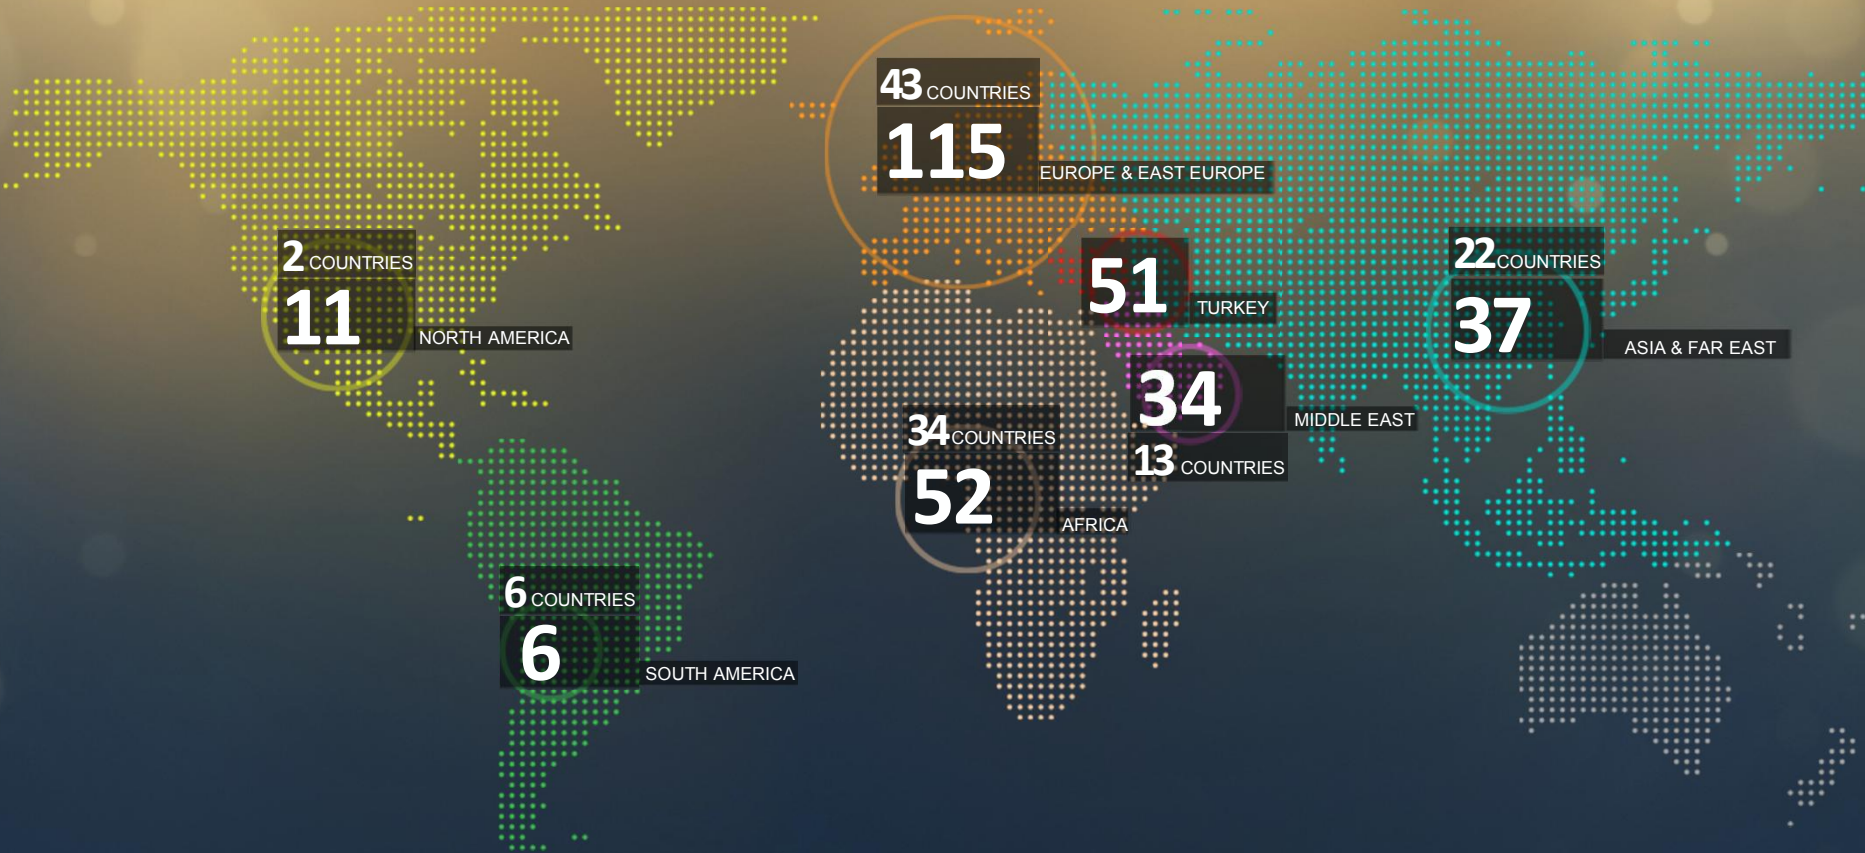 43 COUNTRIES
115
EUROPE & EAST EUROPE
2 COUNTRIES
11
NORTH AMERICA
51
TURKEY
22 COUNTRIES
37
ASIA & FAR EAST
34
MIDDLE EAST
13 COUNTRIES
34 COUNTRIES
52
AFRICA
6 COUNTRIES
6
SOUTH AMERICA